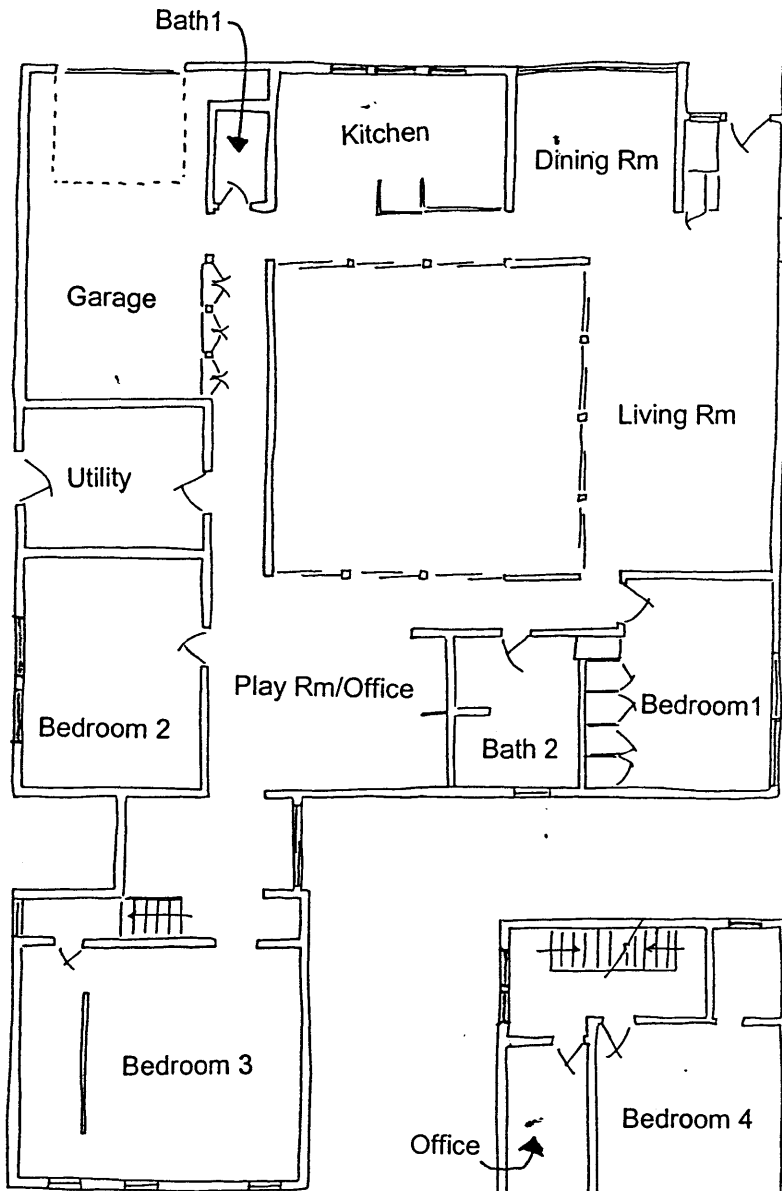 Bath1
Kitchen
Dining Rm
Garage
Living Rm
Utility
Play Rm/Office
Bedroom 2
Bath 2
Bedroom1
Bedroom 3
Bedroom 4
Office